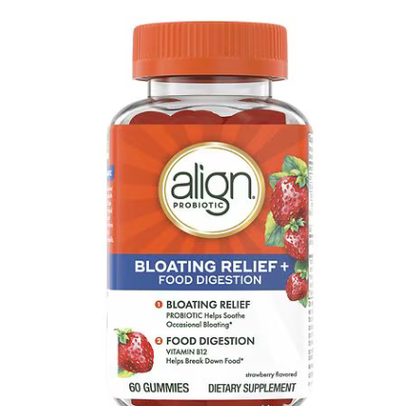 align.
PROBIOTIC
BLOATING RELIEF +
FOOD DIGESTION
1 BLOATING RELIEF
PROBIOTIC Helps Soothe
Occasional Bloating*
2 FOOD DIGESTION
VITAMIN B12
Helps Break Down Food*
strawberry flavored
60 GUMMIES DIETARY SUPPLEMENT